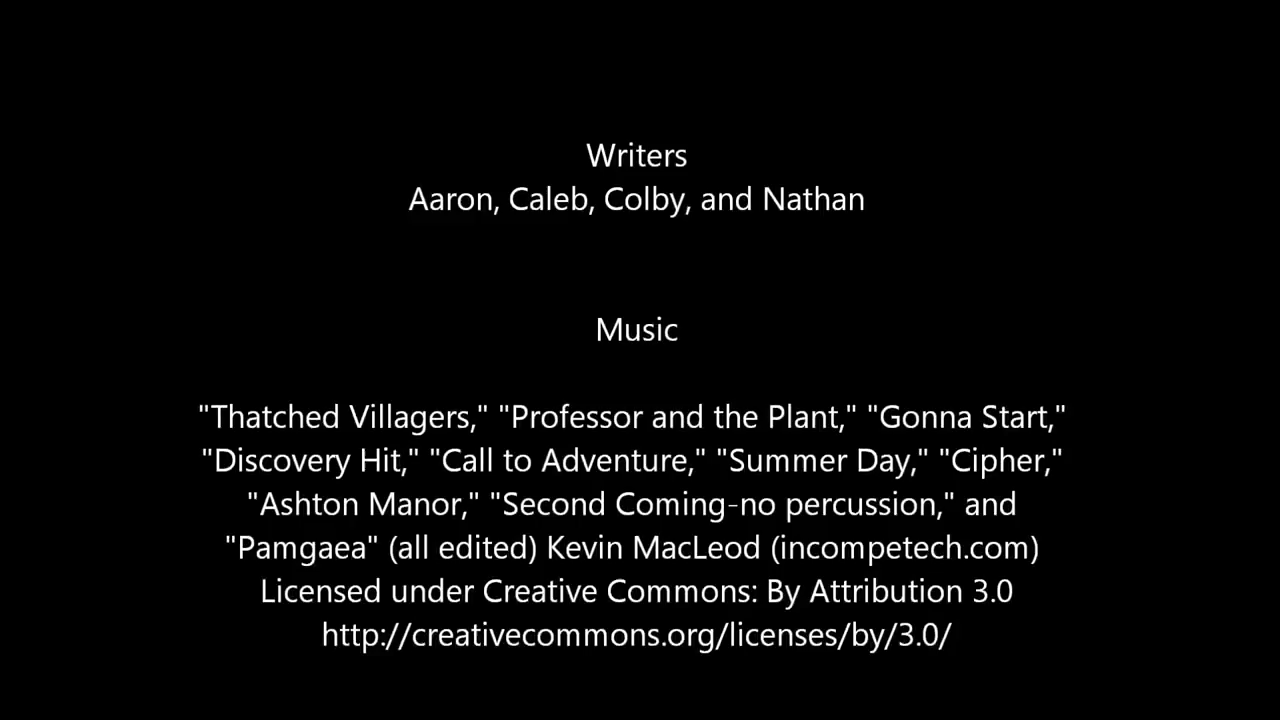 Writers
Aaron, Caleb, Colby, and Nathan
Music
"Thatched Villagers," "Professor and the Plant," "Gonna Start,"
"Discovery Hit," "Call to Adventure," "Summer Day," "Cipher,"
"Ashton Manor," "Second Coming-no percussion," and
"Pamgaea" (all edited) Kevin MacLeod (incompetech.com)
Licensed under Creative Commons: By Attribution 3.0
http://creativecommons.org/licenses/by/3.0/